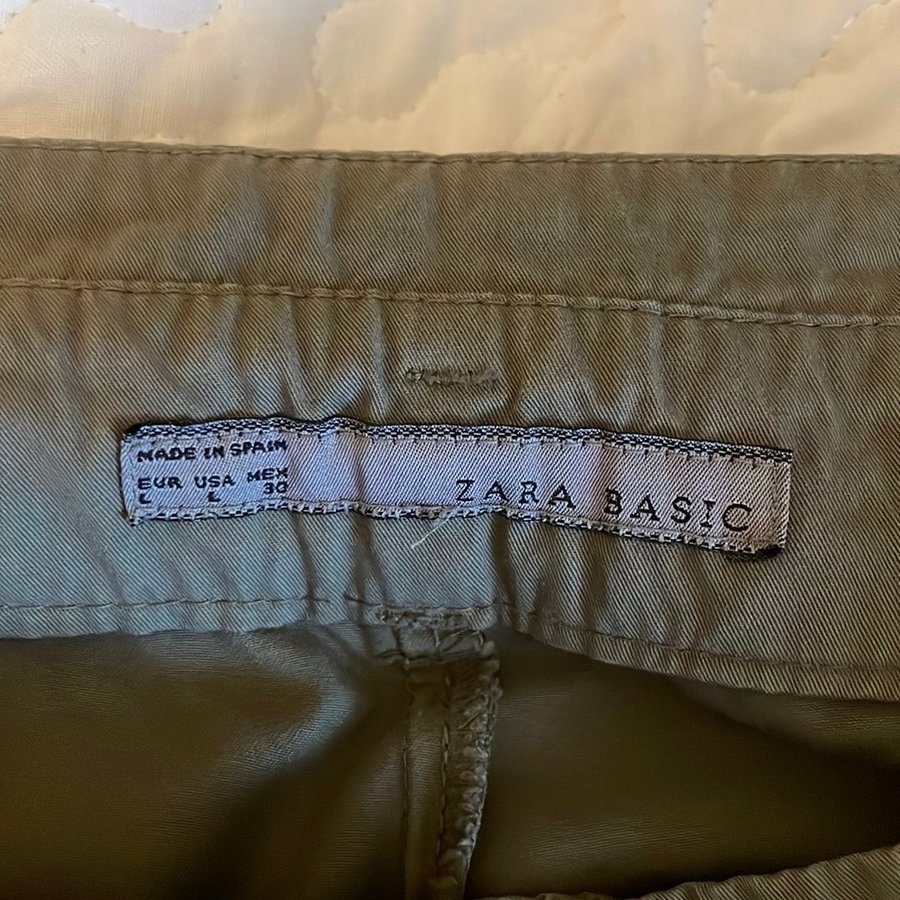 MADE IN SPAIN
EUR USA MEX
L L 30
ZARA BASIC